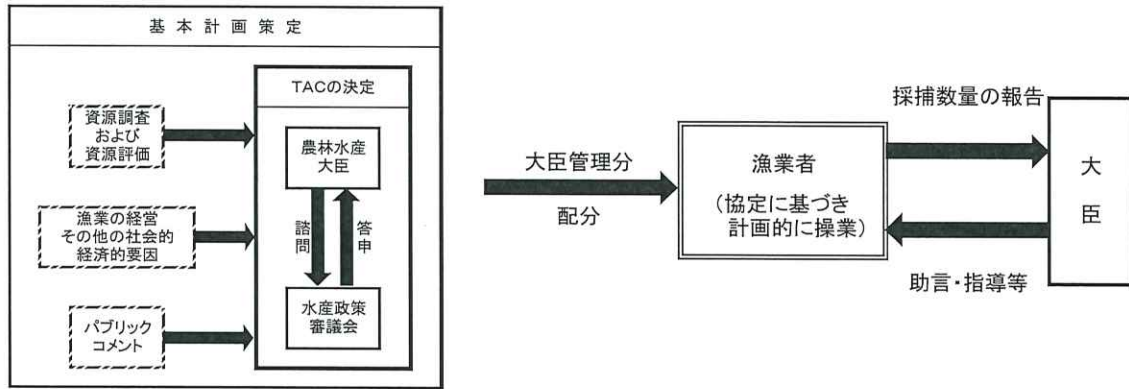 基本計画策定
TACの決定
資源調査
および
資源評価
農林水産
大臣
漁業の経営
その他の社会的
経済的要因
諮問
答申
パブリック
コメント
水産政策
審議会
大臣管理分
配分
漁業者
(協定に基づき
計画的に操業)
採捕数量の報告
助言・指導等
大臣